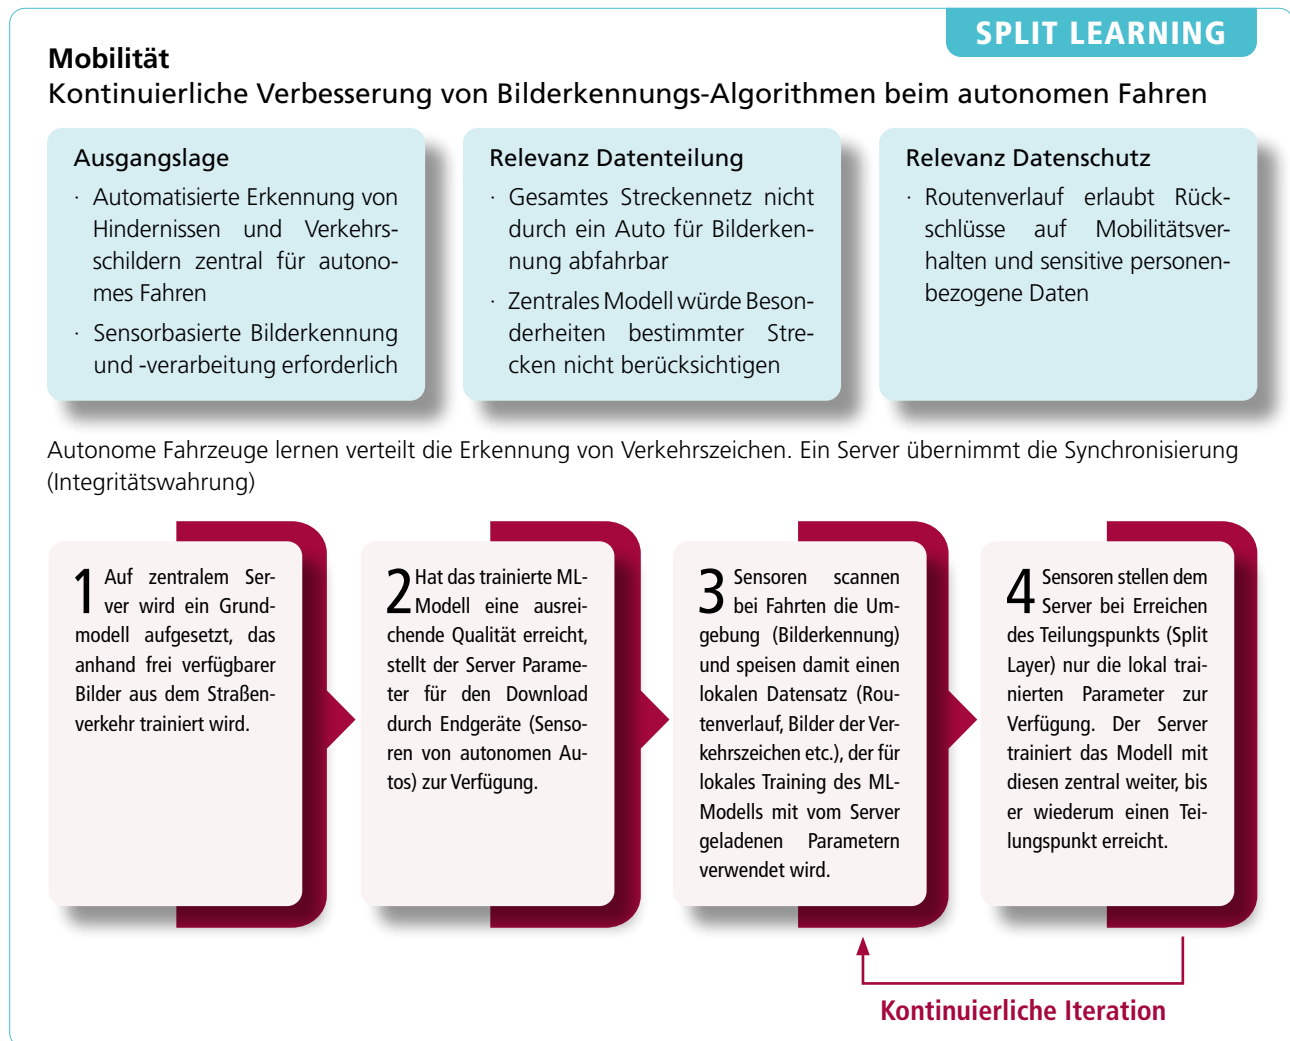 SPLIT LEARNING
Mobilität
Kontinuierliche Verbesserung von Bilderkennungs-Algorithmen beim autonomen Fahren
Ausgangslage
· Automatisierte Erkennung von
Hindernissen und Verkehrs-
schildern zentral für autono-
mes Fahren
· Sensorbasierte Bilderkennung
und -verarbeitung erforderlich
Relevanz Datenteilung
· Gesamtes Streckennetz nicht
durch ein Auto für Bilderken-
nung abfahrbar
· Zentrales Modell würde Beson-
derheiten bestimmter Stre-
cken nicht berücksichtigen
Relevanz Datenschutz
· Routenverlauf erlaubt Rück-
schlüsse auf Mobilitätsver-
halten und sensitive personen-
bezogene Daten
Autonome Fahrzeuge lernen verteilt die Erkennung von Verkehrszeichen. Ein Server übernimmt die Synchronisierung
(Integritätswahrung)
1 Auf zentralem Ser-
ver wird ein Grund-
modell aufgesetzt, das
anhand frei verfügbarer
Bilder aus dem Straßen-
verkehr trainiert wird.
2 Hat das trainierte ML-
Modell eine ausrei-
chende Qualität erreicht,
stellt der Server Parame-
ter für den Download
durch Endgeräte (Senso-
ren von autonomen Au-
tos) zur Verfügung.
3 Sensoren scannen
bei Fahrten die Um-
gebung (Bilderkennung)
und speisen damit einen
lokalen Datensatz (Rou-
tenverlauf, Bilder der Ver-
kehrszeichen etc.), der für
lokales Training des ML-
Modells mit vom Server
geladenen Parametern
verwendet wird.
4 Sensoren stellen dem
Server bei Erreichen
des Teilungspunkts (Split
Layer) nur die lokal trai-
nierten Parameter zur
Verfügung. Der Server
trainiert das Modell mit
diesen zentral weiter, bis
er wiederum einen Tei-
lungspunkt erreicht.
Kontinuierliche Iteration